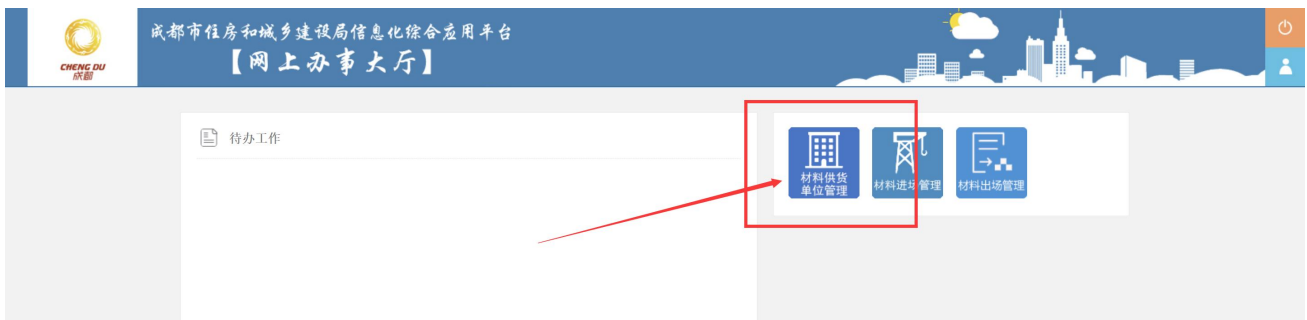 成都市住房和城乡建设局信息化综合应用平台
【网上办事大厅】
CHENG DU
成都
待办工作
材料供货
单位管理
材料进场管理
材料出场管理